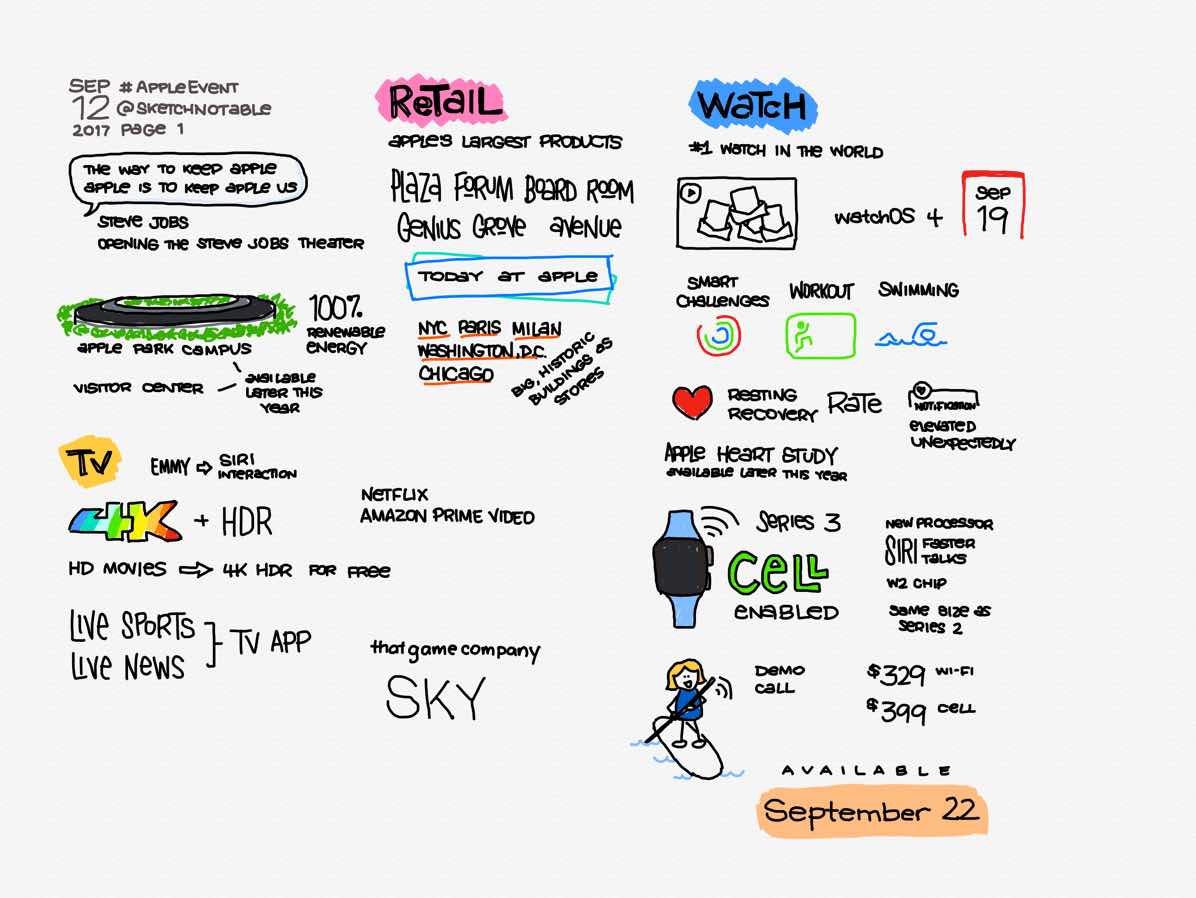 SEP #AppleEvent
12 @SKETCHNOTABLE
2017 PAGE 1
THE WAY TO KEEP APPLE
APPLE IS TO KEEP APPLE US
STEVE JOBS
OPENING THE STEVE JOBS THEATER
100%
RENEWABLE
ENERGY
APPLE PARK CAMPUS
VISITOR CENTER
AVAILABLE
LATER THIS
YEAR
TV
EMMY ⇨ SIRI
INTERACTION
4K + HDR
HD MOVIES ⇨ 4K HDR FOR FREE
LIVE SPORTS
LIVE NEWS
TV APP
RETAIL
APPLE'S LARGEST PRODUCTS
PLAZA FORUM BOARD ROOM
GENIUS GROVE AVENUE
TODAY AT APPLE
NYC PARIS MILAN
WASHINGTON, D.C.
CHICAGO
BIG, HISTORIC
BUILDINGS AS
STORES
NETFLIX
AMAZON PRIME VIDEO
thatgamecompany
SKY
WATCH
#1 WATCH IN THE WORLD
watchOS 4
SEP
19
SMART
CHALLENGES
WORKOUT
SWIMMING
RESTING
RECOVERY
RATE
NOTIFICATION
ELEVATED
UNEXPECTEDLY
APPLE HEART STUDY
AVAILABLE LATER THIS YEAR
SERIES 3
CELL
ENABLED
NEW PROCESSOR
SIRI FASTER
TALKS
W2 CHIP
SAME SIZE AS
SERIES 2
DEMO
CALL
$329 WI-FI
$399 CELL
AVAILABLE
September 22